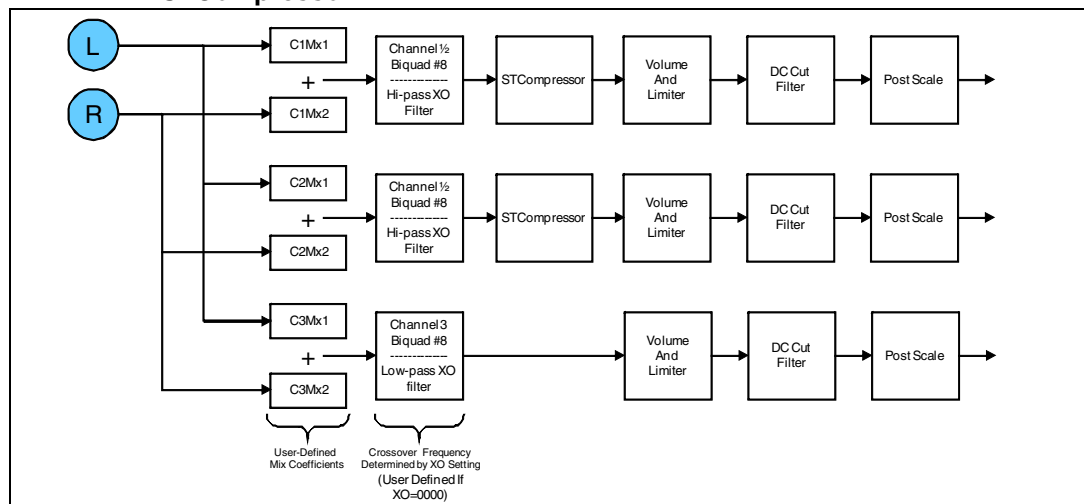 L
R
C1Mx1
+
C1Mx2
Channel ½
Biquad #8
--------------
Hi-pass XO
Filter
STCompressor
Volume
And
Limiter
DC Cut
Filter
Post Scale
C2Mx1
+
C2Mx2
Channel ½
Biquad #8
--------------
Hi-pass XO
Filter
STCompressor
Volume
And
Limiter
DC Cut
Filter
Post Scale
C3Mx1
+
C3Mx2
Channel 3
Biquad #8
--------------
Low-pass XO
filter
Volume
And
Limiter
DC Cut
Filter
Post Scale
User-Defined
Mix Coefficients
Crossover Frequency
Determined by XO Setting
(User Defined If
XO=0000)